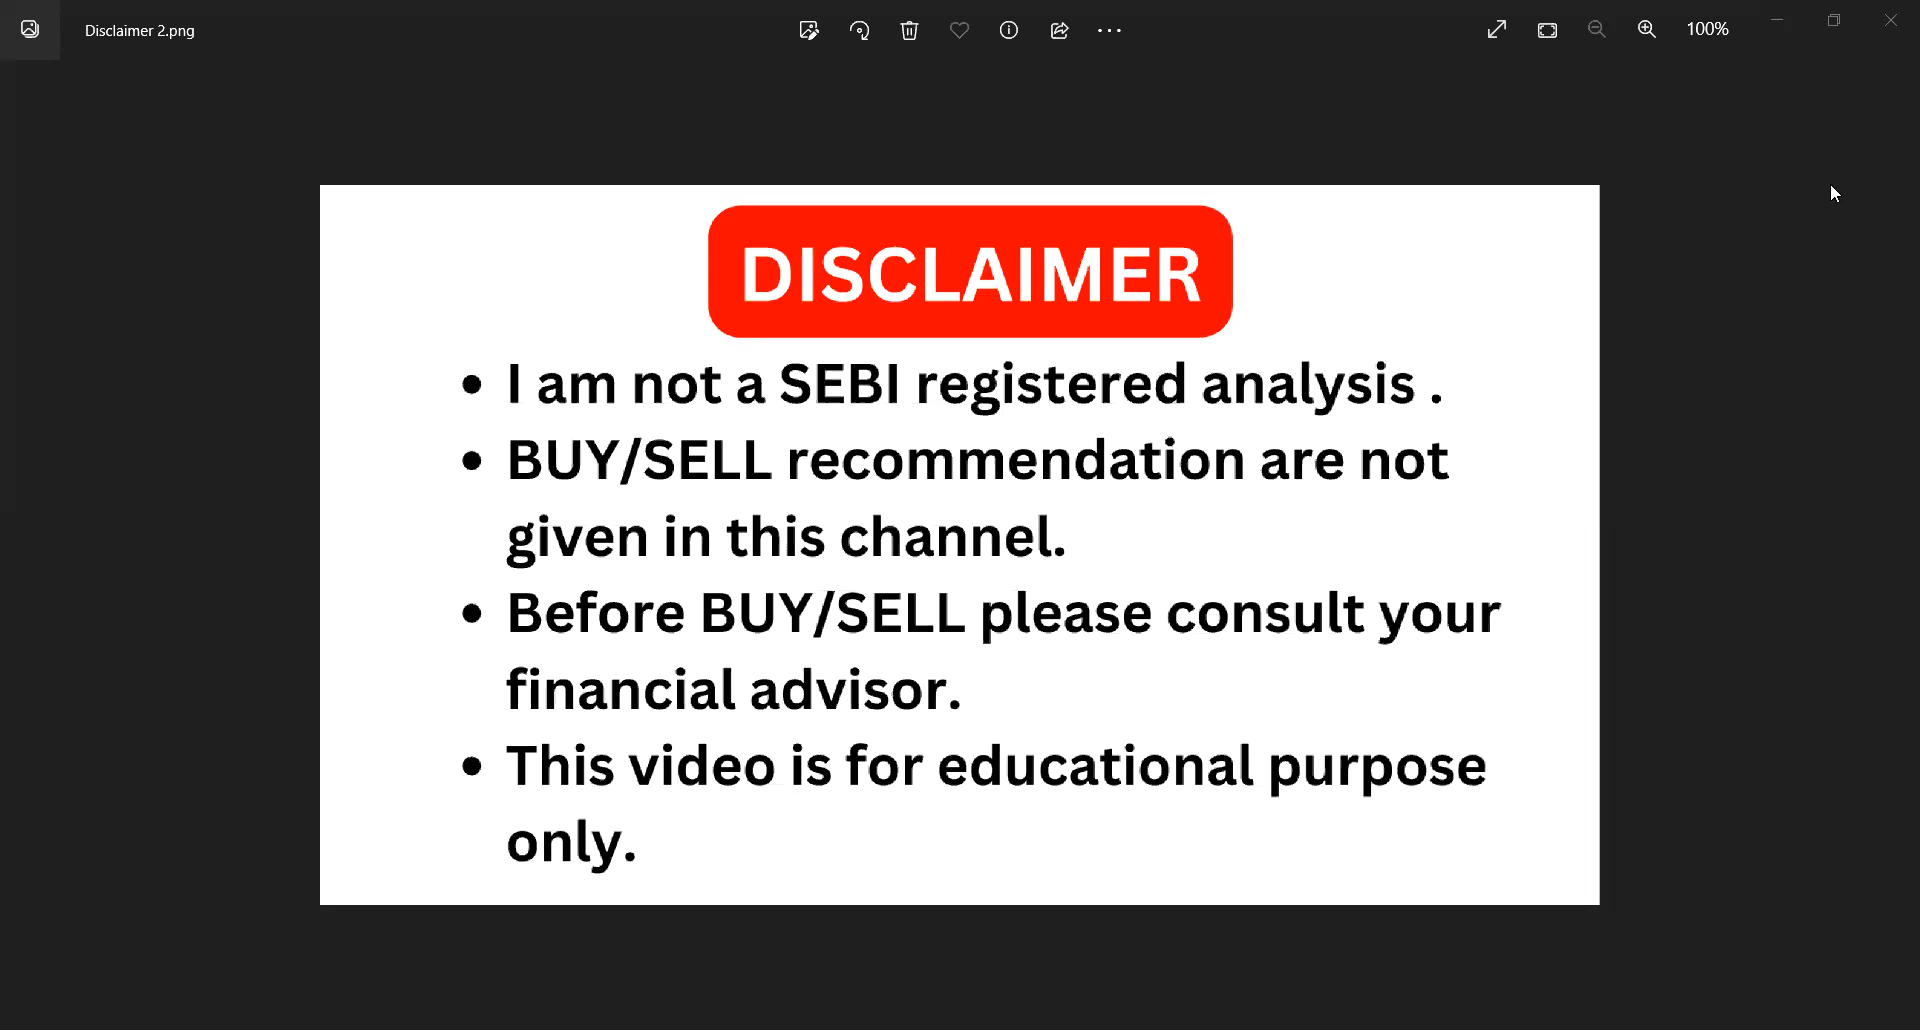 Disclaimer 2.png
100%
DISCLAIMER
• I am not a SEBI registered analysis .
• BUY/SELL recommendation are not
given in this channel.
• Before BUY/SELL please consult your
financial advisor.
• This video is for educational purpose
only.